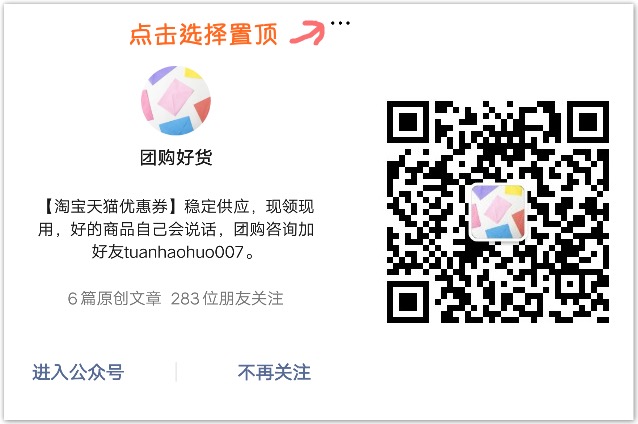 点击选择置顶
团购好货
【淘宝天猫优惠券】稳定供应，现领现
用，好的商品自己会说话，团购咨询加
好友tuanhaohuo007。
6篇原创文章 283位朋友关注
进入公众号
不再关注